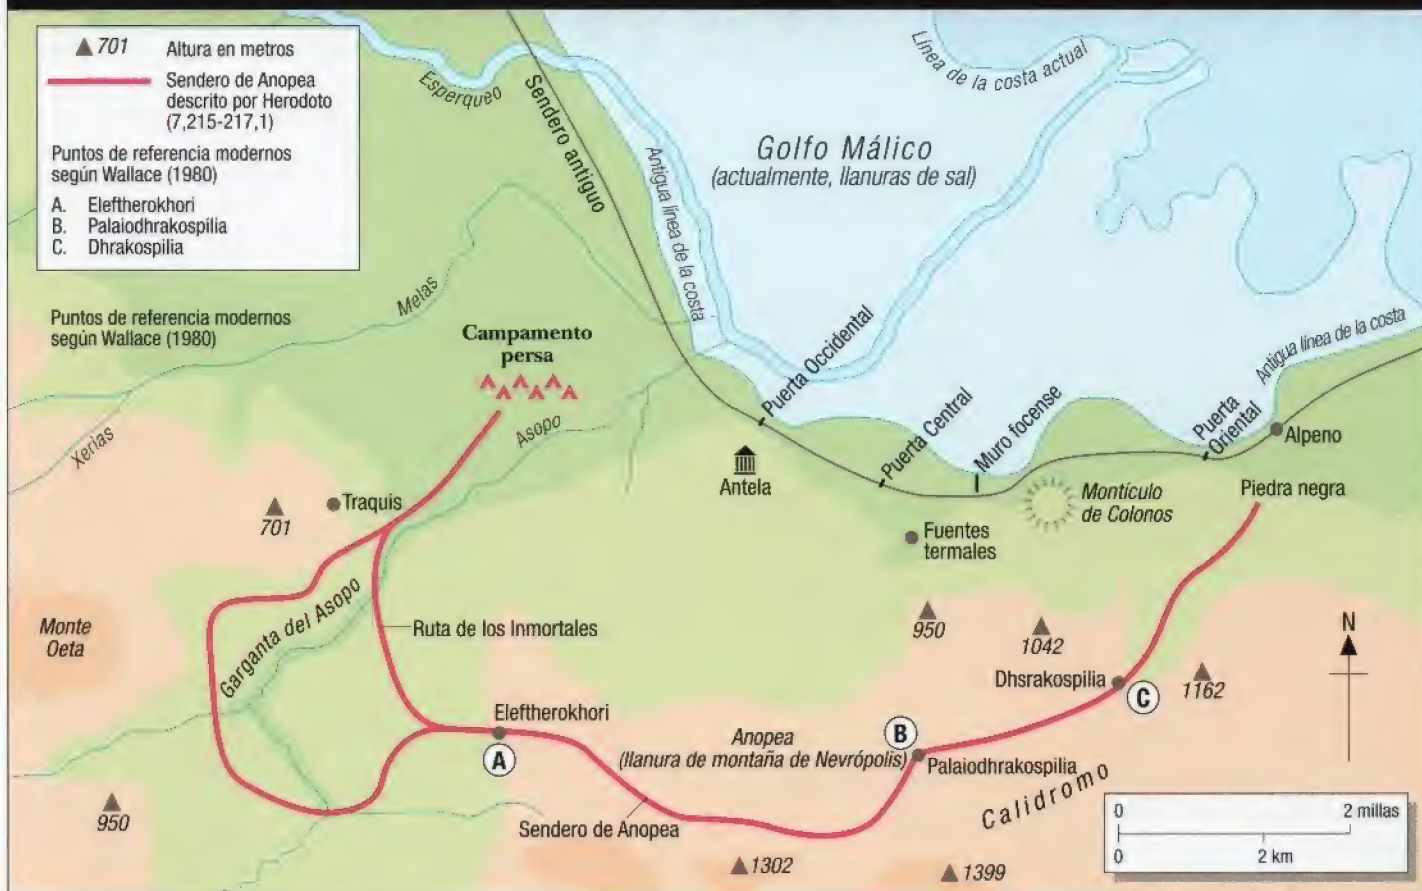 701 Altura en metros
Sendero de Anopea
descrito por Herodoto
(7,215-217,1)
Puntos de referencia modernos
según Wallace (1980)
A. Eleftherokhori
B. Palaiodhrakospilia
C. Dhrakospilia
Puntos de referencia modernos
según Wallace (1980)
Esperqueo
Sendero antiguo
Línea de la costa actual
Golfo Málico
(actualmente, llanuras de sal)
Antigua línea de la costa
Melas
Xerias
Campamento
persa
Asopo
Puerta Occidental
Puerta Central
Muro focense
Puerta
Oriental
Antigua línea de la costa
Alpeno
Antela
Piedra negra
Montículo
de Colonos
Fuentes
termales
Traquis
701
Garganta del Asopo
Ruta de los Inmortales
Monte
Oeta
950
1042
1162
N
Dhsrakospilia
C
Eleftherokhori
A
Anopea
(llanura de montaña de Nevrópolis)
B
Palaiodhrakospilia
Calidromo
950
Sendero de Anopea
1302
1399
0 2 millas
0 2 km